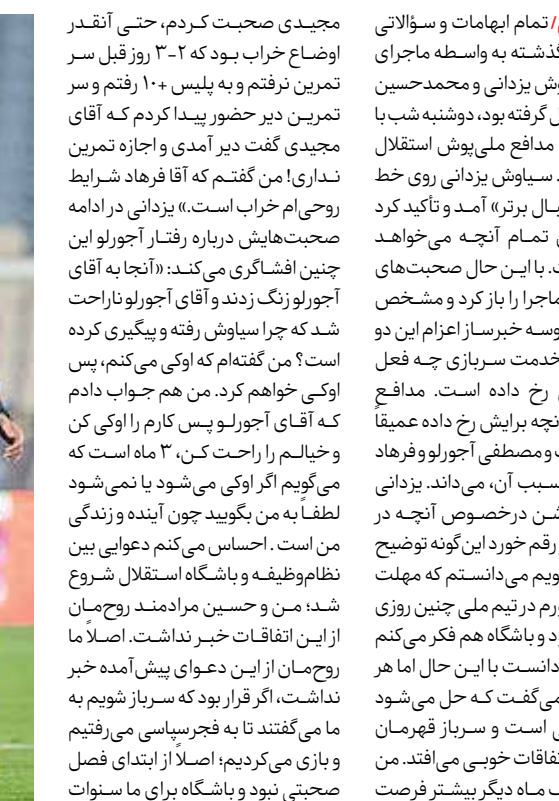 / تمام ابهامات و سؤالاتی
گذشته به واسطه ماجرای
وش یزدانی و محمدحسین
ل گرفته بود، دوشنبه شب با
مدافع ملی‌پوش استقلال
. سیاوش یزدانی روی خط
بال برتر» آمد و تأکید کرد
تمام آنچه می‌خواهد
ت. با این حال صحبت‌های
ماجرا را باز کرد و مشخص
وسه خبرساز اعزام این دو
خدمت سربازی چه فعل
رخ داده است. مدافع
نچه برایش رخ داده عمیقاً
ت و مصطفی آجورلو و فرهاد
سبب آن، می‌داند. یزدانی
شن درخصوص آنچه در
رقم خورد این‌گونه توضیح
ویم می‌دانستم که مهلت
ورم در تیم ملی چنین روزی
رد و باشگاه هم فکر می‌کنم
دانست با این حال اما هر
می‌گفت که حل می‌شود
ی است و سرباز قهرمان
تفاقات خوبی می‌افتد. من
ماه دیگر بیشتر فرصت
مجیدی صحبت کردم، حتی آنقدر
اوضاع خراب بود که ۲-۳ روز قبل سر
تمرین نرفتم و به پلیس +۱۰ رفتم و سر
تمرین دیر حضور پیدا کردم که آقای
مجیدی گفت دیر آمدی و اجازه تمرین
نداری! من گفتم که آقا فرهاد شرایط
روحی‌ام خراب است.» یزدانی در ادامه
صحبت‌هایش درباره رفتار آجورلو این
چنین افشاگری می‌کند: «آنجا به آقای
آجورلو زنگ زدند و آقای آجورلو ناراحت
شد که چرا سیاوش رفته و پیگیری کرده
است؟ من گفته‌ام که اوکی می‌کنم، پس
اوکی خواهم کرد. من هم جواب دادم
که آقای آجورلو پس کارم را اوکی کن
و خیالم را راحت کن، ۳ ماه است که
می‌گویم اگر اوکی می‌شود یا نمی‌شود
لطفاً به من بگویید چون آینده و زندگی
من است . احساس می‌کنم دعوایی بین
نظام‌وظیفه و باشگاه استقلال شروع
شد؛ من و حسین مرادمند روح‌مان
از این اتفاقات خبر نداشت. اصلاً ما
روح‌مان از این دعوای پیش‌آمده خبر
نداشت، اگر قرار بود که سرباز شویم به
ما می‌گفتند تا به فجرسپاسی می‌رفتیم
و بازی می‌کردیم؛ اصلاً از ابتدای فصل
صحبتی نبود و باشگاه برای ما سنوات